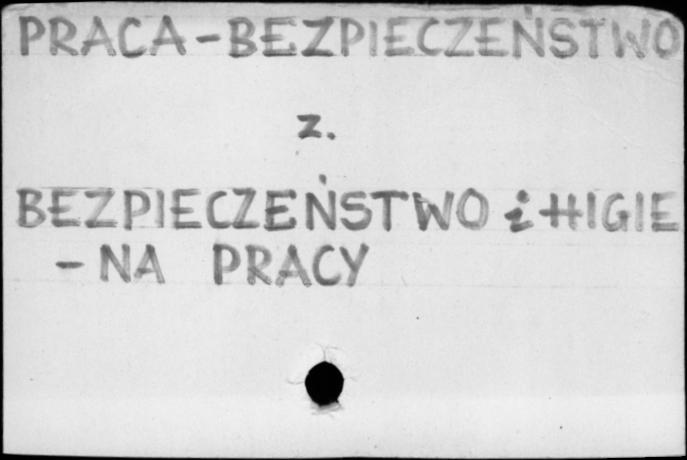 PRACA-BEZPIECZEŃSTWO
z.
BEZPIECZEŃSTWO i HIGIE
-NA PRACY